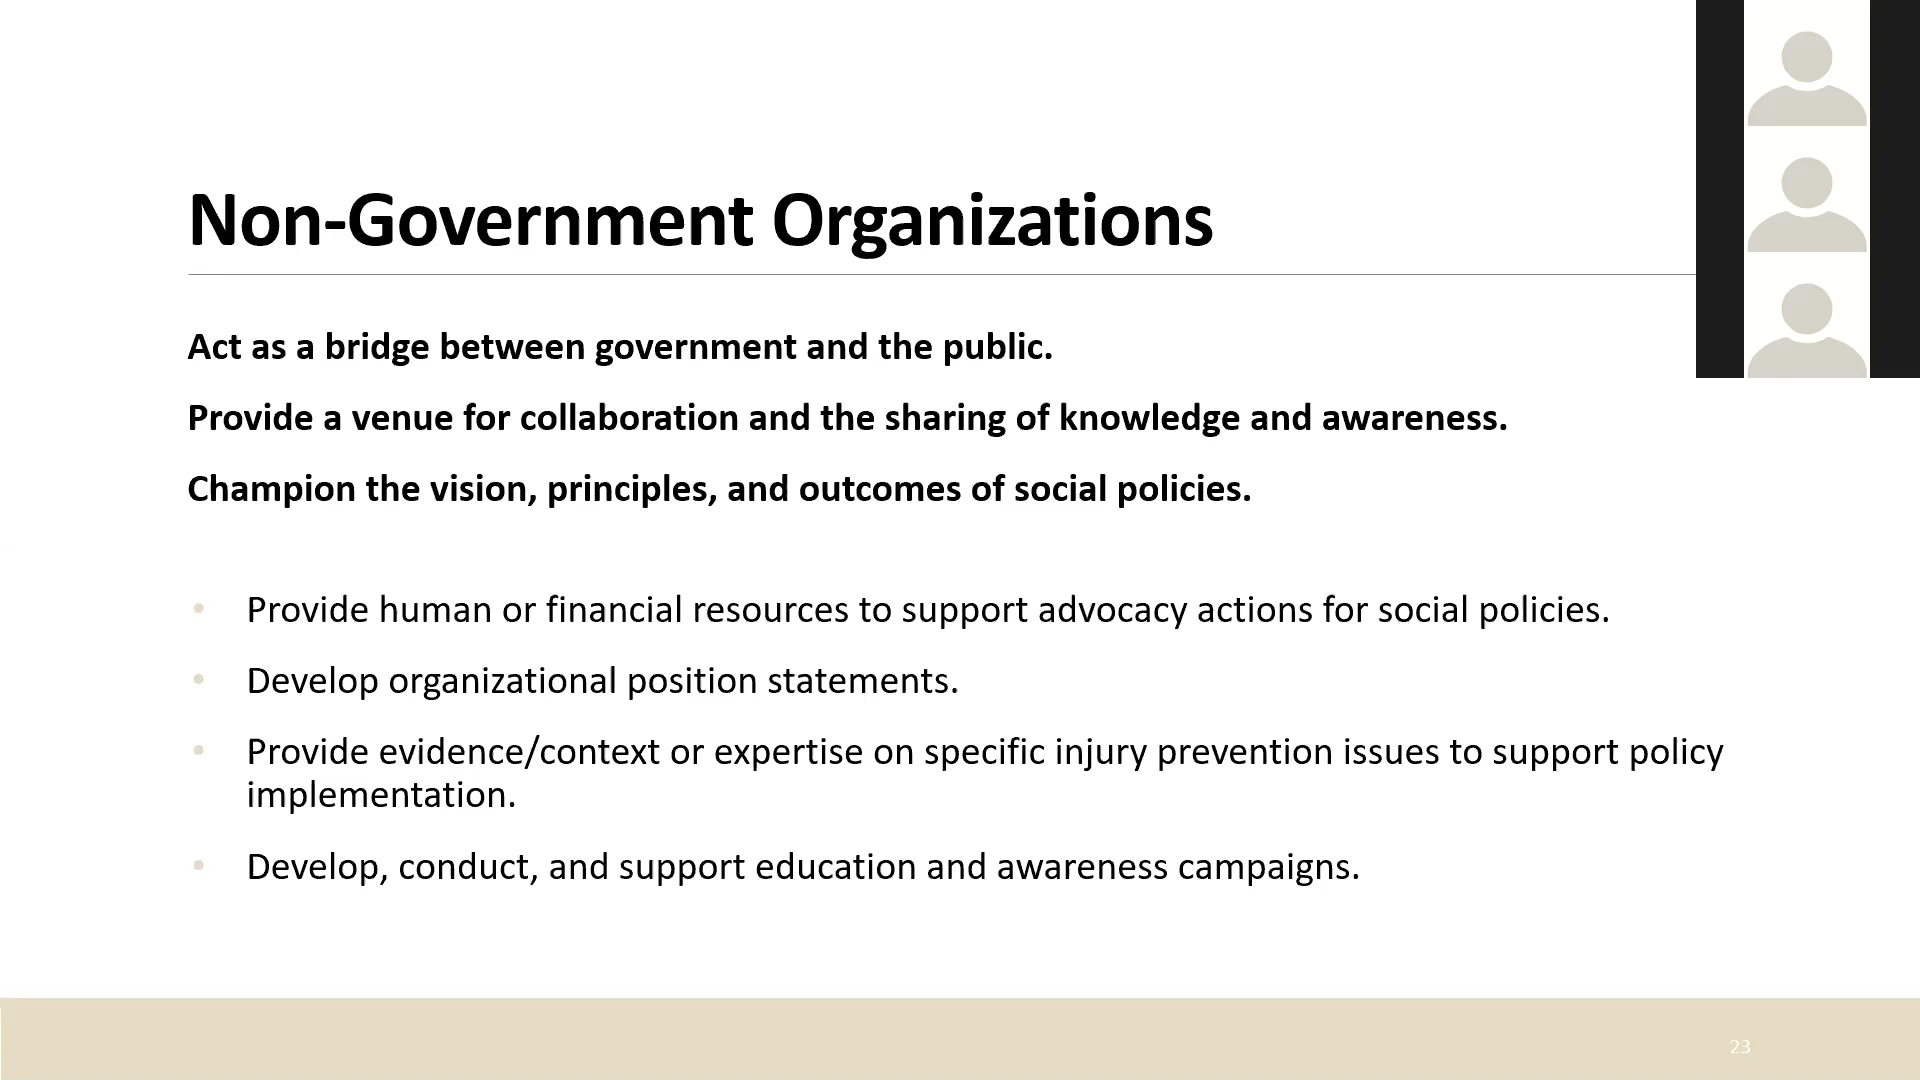 Non-Government Organizations
Act as a bridge between government and the public.
Provide a venue for collaboration and the sharing of knowledge and awareness.
Champion the vision, principles, and outcomes of social policies.
• Provide human or financial resources to support advocacy actions for social policies.
• Develop organizational position statements.
• Provide evidence/context or expertise on specific injury prevention issues to support policy
implementation.
• Develop, conduct, and support education and awareness campaigns.
23